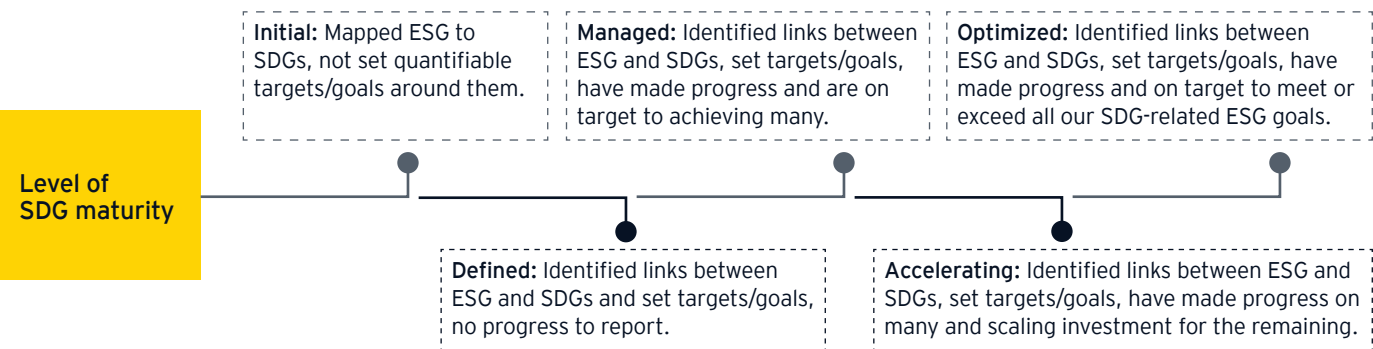 Level of
SDG maturity
Initial: Mapped ESG to
SDGs, not set quantifiable
targets/goals around them.
Defined: Identified links between
ESG and SDGs and set targets/goals,
no progress to report.
Managed: Identified links between
ESG and SDGs, set targets/goals,
have made progress and are on
target to achieving many.
Accelerating: Identified links between ESG and
SDGs, set targets/goals, have made progress on
many and scaling investment for the remaining.
Optimized: Identified links between
ESG and SDGs, set targets/goals, have
made progress and on target to meet or
exceed all our SDG-related ESG goals.